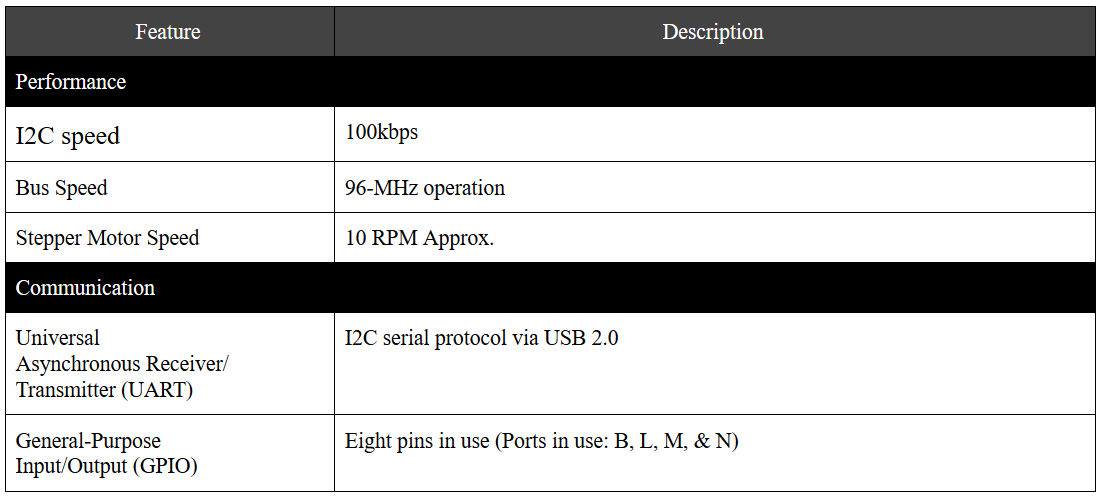 Feature
Description
Performance
I2C speed
100kbps
Bus Speed
96-MHz operation
Stepper Motor Speed
10 RPM Approx.
Communication
Universal
Asynchronous Receiver/
Transmitter (UART)
I2C serial protocol via USB 2.0
General-Purpose
Input/Output (GPIO)
Eight pins in use (Ports in use: B, L, M, & N)